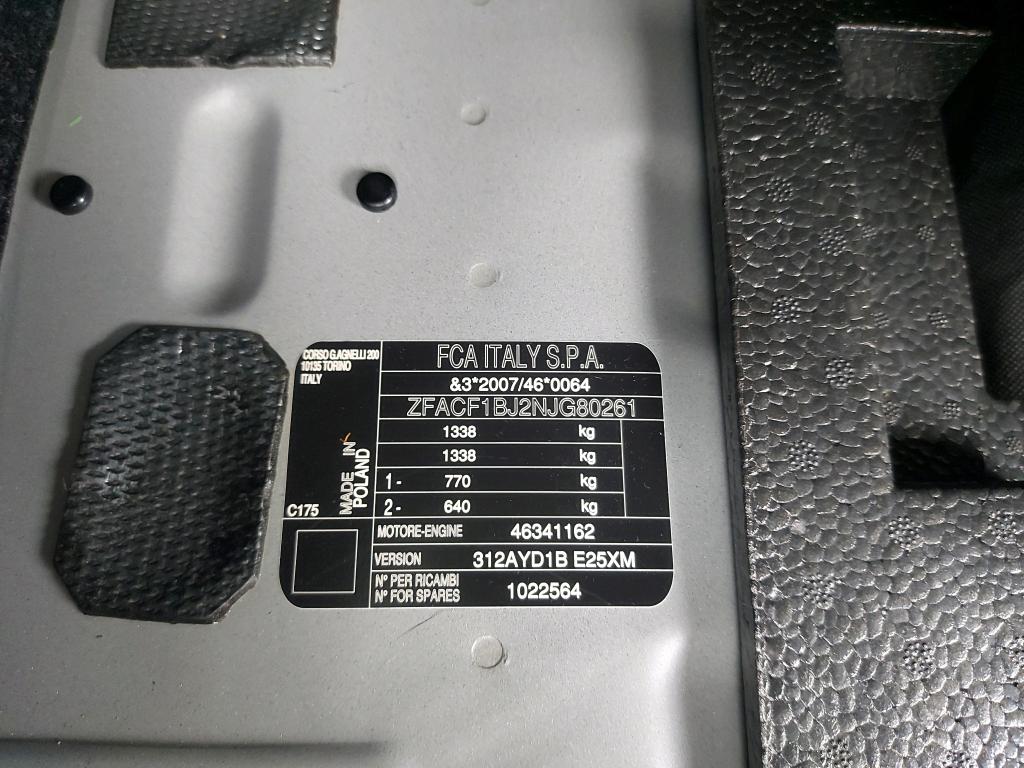 CORSO G.AGNELLI 200
10135 TORINO
ITALY
FCA ITALY S.P.A.
&3*2007/46*0064
ZFACF1BJ2NJG80261
1338 kg
1338 kg
1- 770 kg
2- 640 kg
MADE IN
POLAND
C175
MOTORE-ENGINE 46341162
VERSION 312AYD1B E25XM
Nº PER RICAMBI
Nº FOR SPARES 1022564